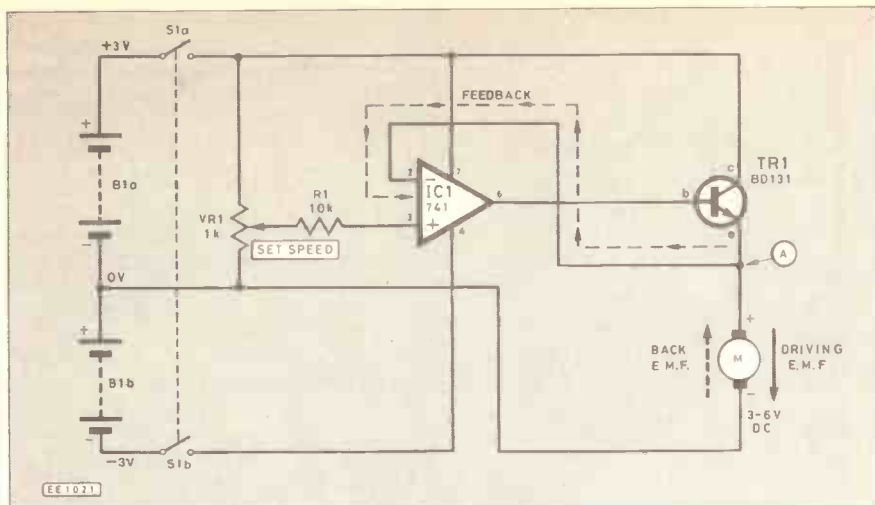 S1a
+3V
FEEDBACK
TR1
BD131
c
b
e
+
B1a
-
2
-
7
IC1
741
6
3
+
4
R1
10k
VR1
1k
SET SPEED
A
0V
+
B1b
-
-3V
S1b
BACK
E.M.F.
+
M
-
DRIVING
E.M.F
3-6V
DC
EE1021